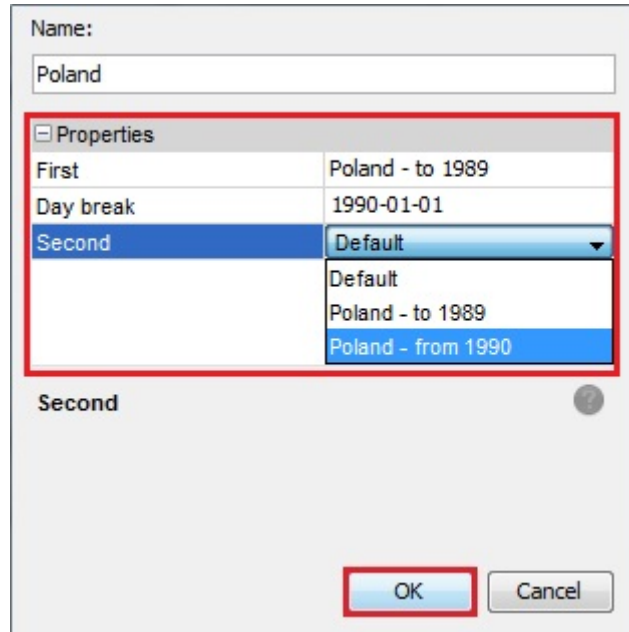 Name:
Poland
Properties
First Poland - to 1989
Day break 1990-01-01
Second Default
Default
Poland - to 1989
Poland - from 1990
Second ?
OK Cancel